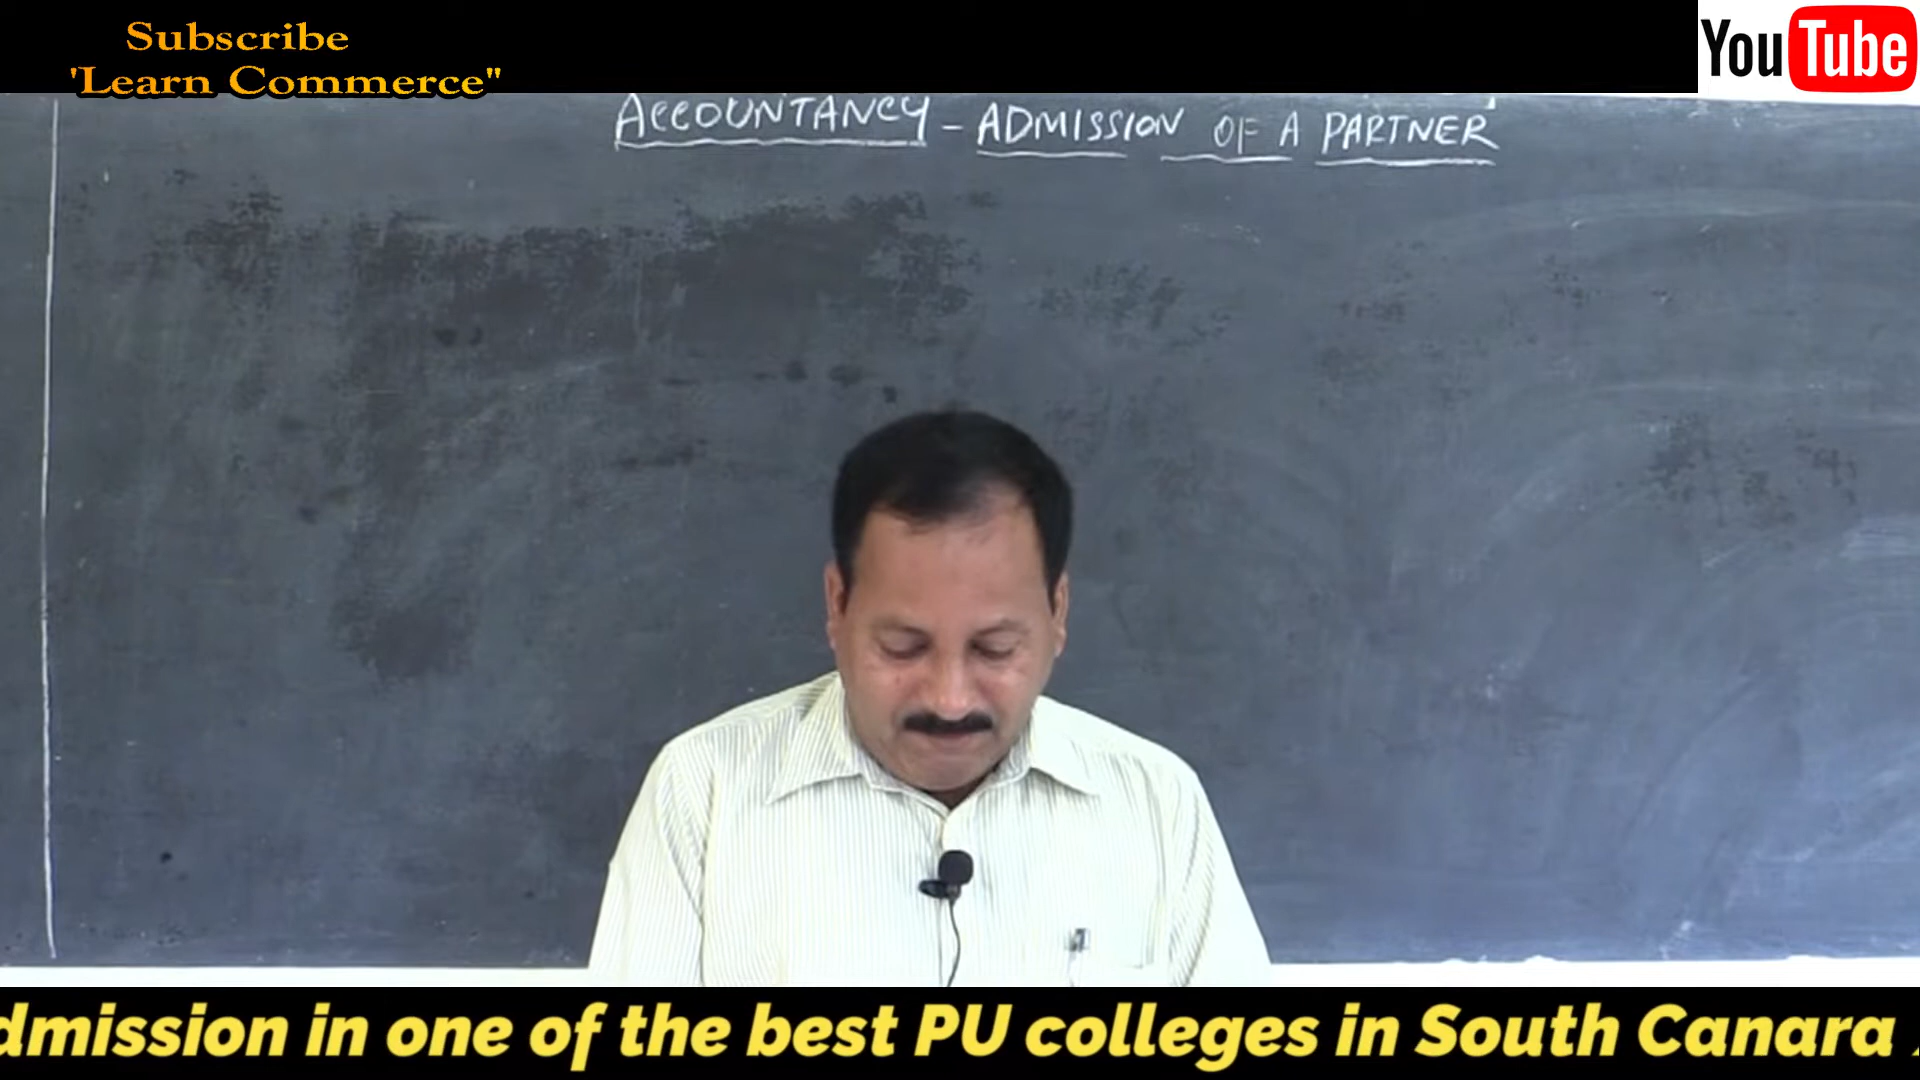 Subscribe
'Learn Commerce"
YouTube
ACCOUNTANCY - ADMISSION OF A PARTNER
dmission in one of the best PU colleges in South Canara